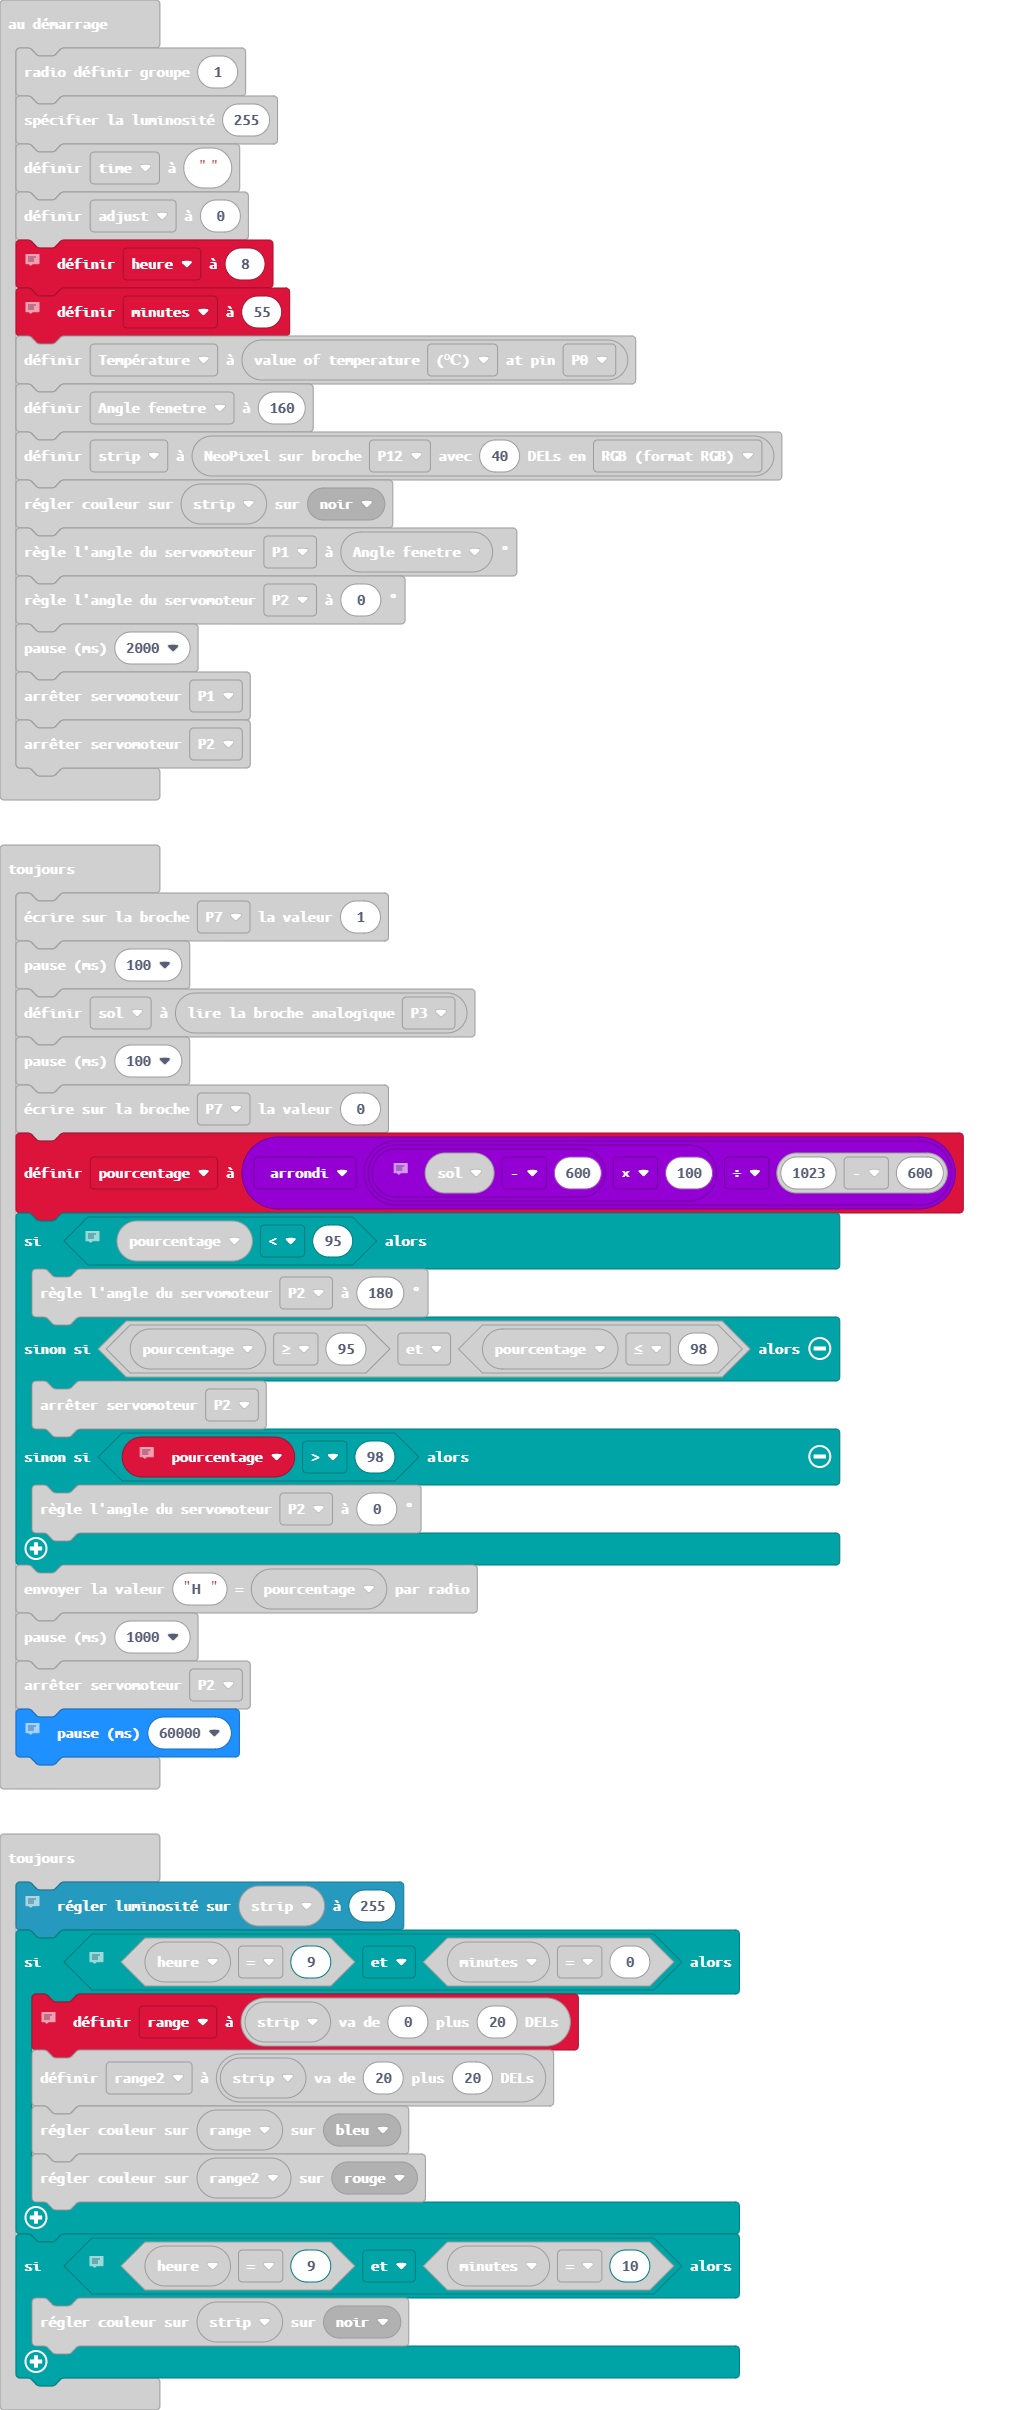 au démarrage
radio définir groupe 1
spécifier la luminosité 255
définir time à " "
définir adjust à 0
définir heure à 8
définir minutes à 55
définir Température à value of temperature (℃) at pin P0
définir Angle fenetre à 160
définir strip à NeoPixel sur broche P12 avec 40 DELs en RGB (format RGB)
régler couleur sur strip sur noir
règle l'angle du servomoteur P1 à Angle fenetre °
règle l'angle du servomoteur P2 à 0 °
pause (ms) 2000
arrêter servomoteur P1
arrêter servomoteur P2
toujours
écrire sur la broche P7 la valeur 1
pause (ms) 100
définir sol à lire la broche analogique P3
pause (ms) 100
écrire sur la broche P7 la valeur 0
définir pourcentage à arrondi sol - 600 x 100 ÷ 1023 - 600
si pourcentage < 95 alors
règle l'angle du servomoteur P2 à 180 °
sinon si pourcentage ≥ 95 et pourcentage ≤ 98 alors
arrêter servomoteur P2
sinon si pourcentage > 98 alors
règle l'angle du servomoteur P2 à 0 °
envoyer la valeur "H " = pourcentage par radio
pause (ms) 1000
arrêter servomoteur P2
pause (ms) 60000
toujours
régler luminosité sur strip à 255
si heure = 9 et minutes = 0 alors
définir range à strip va de 0 plus 20 DELs
définir range2 à strip va de 20 plus 20 DELs
régler couleur sur range sur bleu
régler couleur sur range2 sur rouge
si heure = 9 et minutes = 10 alors
régler couleur sur strip sur noir